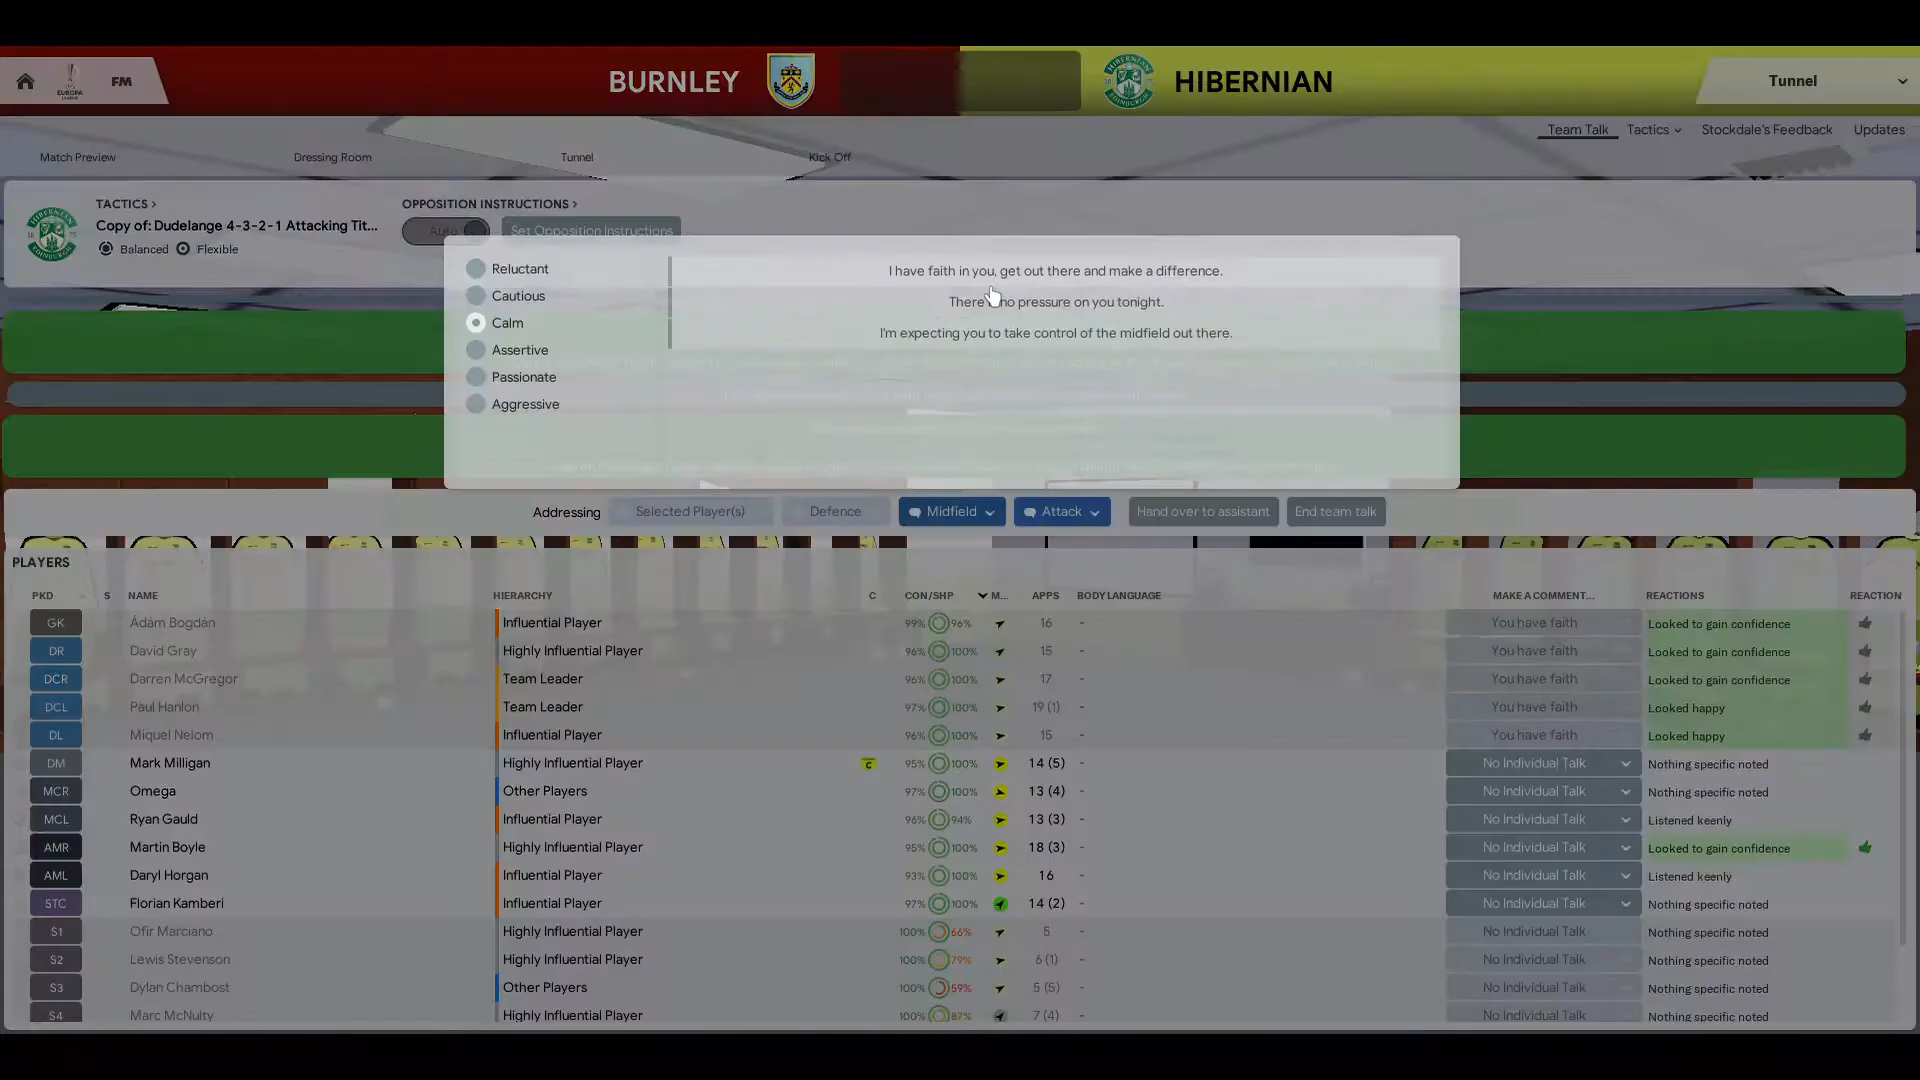 BURNLEY
HIBERNIAN
EUROPA
LEAGUE
FM
Tunnel
Team Talk
Tactics
Stockdale's Feedback
Updates
Match Preview
Dressing Room
Tunnel
Kick Off
TACTICS >
OPPOSITION INSTRUCTIONS >
Copy of: Dudelange 4-3-2-1 Attacking Tit...
Auto
Set Opposition Instructions
Balanced
Flexible
Reluctant
Cautious
Calm
Assertive
Passionate
Aggressive
I have faith in you, get out there and make a difference.
There no pressure on you tonight.
I'm expecting you to take control of the midfield out there.
Addressing
Selected Player(s)
Defence
Midfield
Attack
Hand over to assistant
End team talk
PLAYERS
PKD S NAME HIERARCHY C CON/SHP M... APPS BODY LANGUAGE MAKE A COMMENT... REACTIONS REACTION
GK Ádám Bogdán Influential Player 99% 96% 16 - You have faith Looked to gain confidence
DR David Gray Highly Influential Player 96% 100% 15 - You have faith Looked to gain confidence
DCR Darren McGregor Team Leader 96% 100% 17 - You have faith Looked to gain confidence
DCL Paul Hanlon Team Leader 97% 100% 19 (1) - You have faith Looked happy
DL Miquel Nelom Influential Player 96% 100% 15 - You have faith Looked happy
DM Mark Milligan Highly Influential Player C 95% 100% 14 (5) - No Individual Talk Nothing specific noted
MCR Omega Other Players 97% 100% 13 (4) - No Individual Talk Nothing specific noted
MCL Ryan Gauld Influential Player 96% 94% 13 (3) - No Individual Talk Listened keenly
AMR Martin Boyle Highly Influential Player 95% 100% 18 (3) - No Individual Talk Looked to gain confidence
AML Daryl Horgan Influential Player 93% 100% 16 - No Individual Talk Listened keenly
STC Florian Kamberi Influential Player 97% 100% 14 (2) - No Individual Talk Nothing specific noted
S1 Ofir Marciano Highly Influential Player 100% 66% 5 - No Individual Talk Nothing specific noted
S2 Lewis Stevenson Highly Influential Player 100% 79% 6 (1) - No Individual Talk Nothing specific noted
S3 Dylan Chambost Other Players 100% 59% 5 (5) - No Individual Talk Nothing specific noted
S4 Marc McNulty Highly Influential Player 100% 87% 7 (4) - No Individual Talk Nothing specific noted